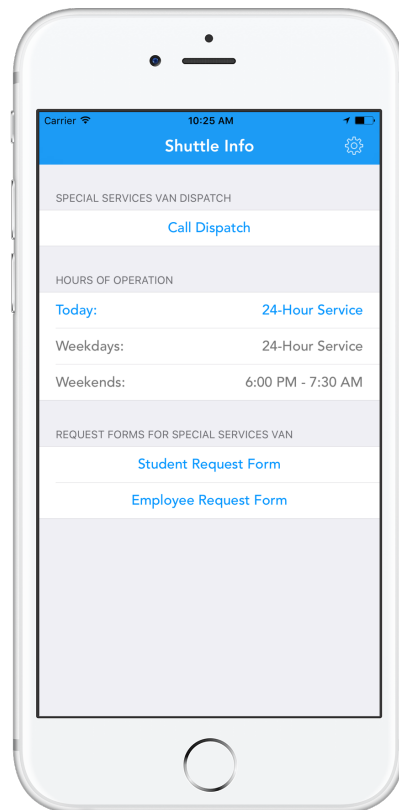 Carrier 10:25 AM
Shuttle Info
SPECIAL SERVICES VAN DISPATCH
Call Dispatch
HOURS OF OPERATION
Today: 24-Hour Service
Weekdays: 24-Hour Service
Weekends: 6:00 PM - 7:30 AM
REQUEST FORMS FOR SPECIAL SERVICES VAN
Student Request Form
Employee Request Form